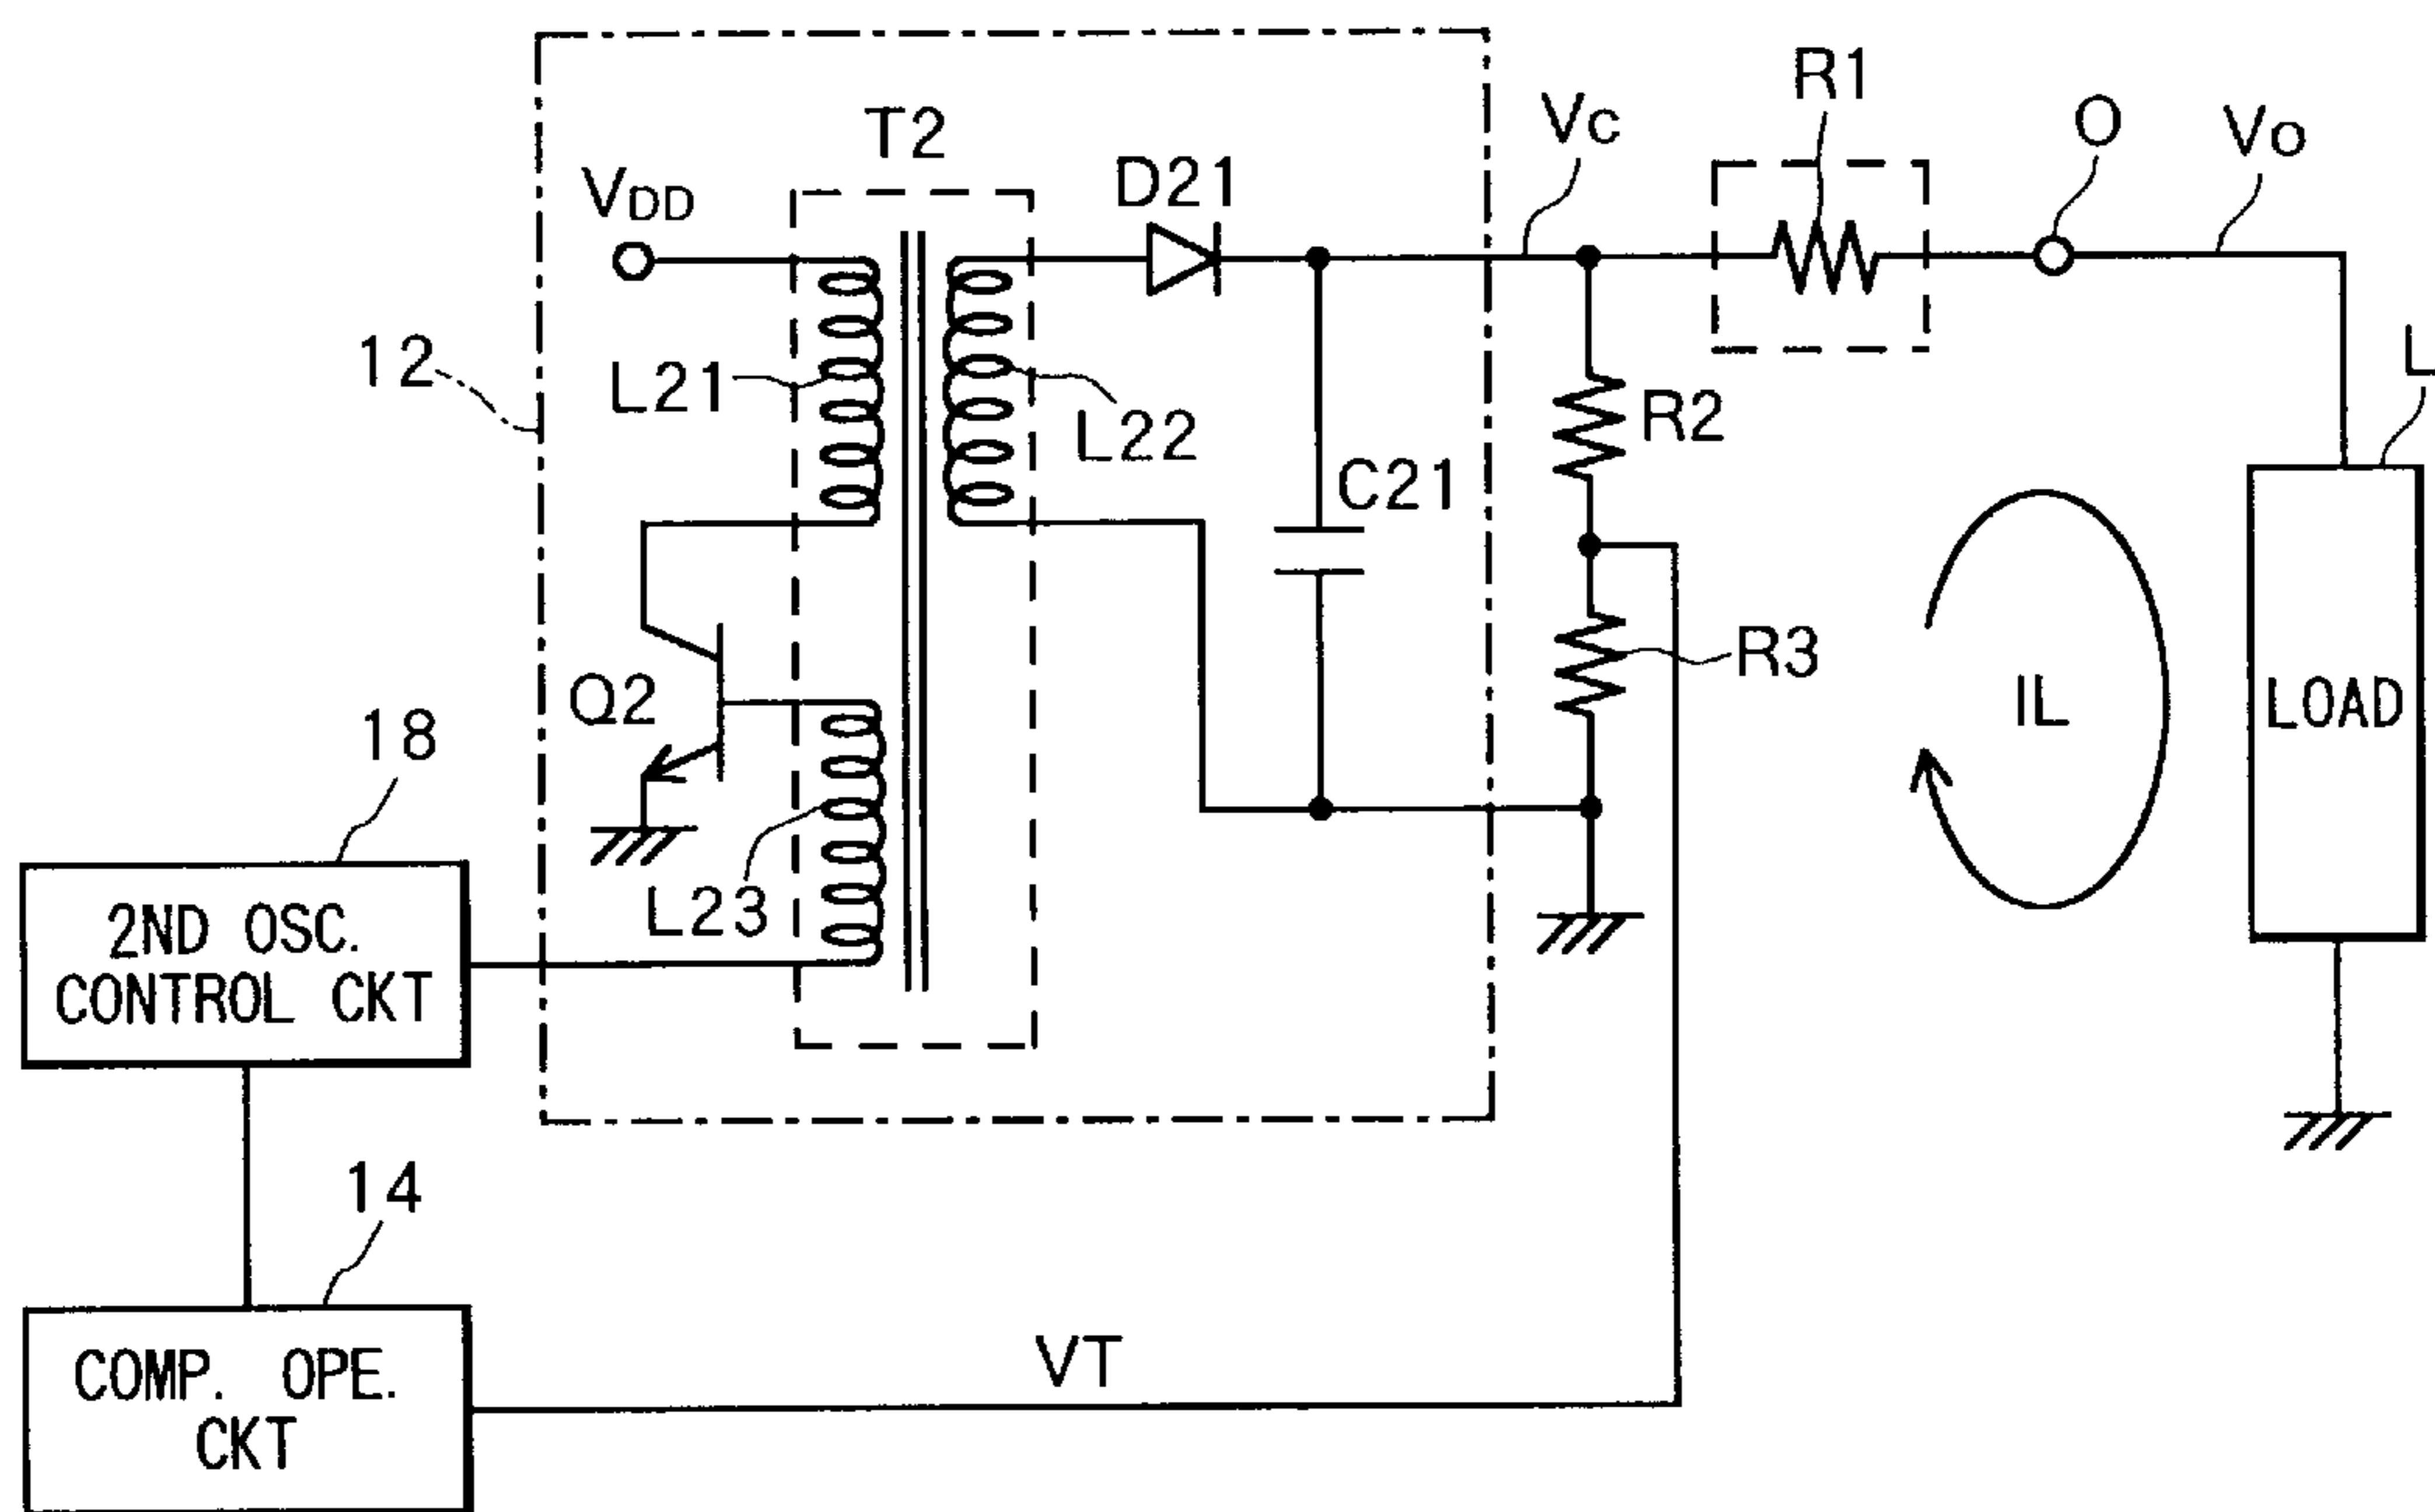 R1
Vc
O
Vo
T2
VDD
D21
12
L21
L22
R2
L
C21
R3
Q2
IL
LOAD
18
L23
2ND OSC.
CONTROL CKT
14
VT
COMP. OPE.
CKT